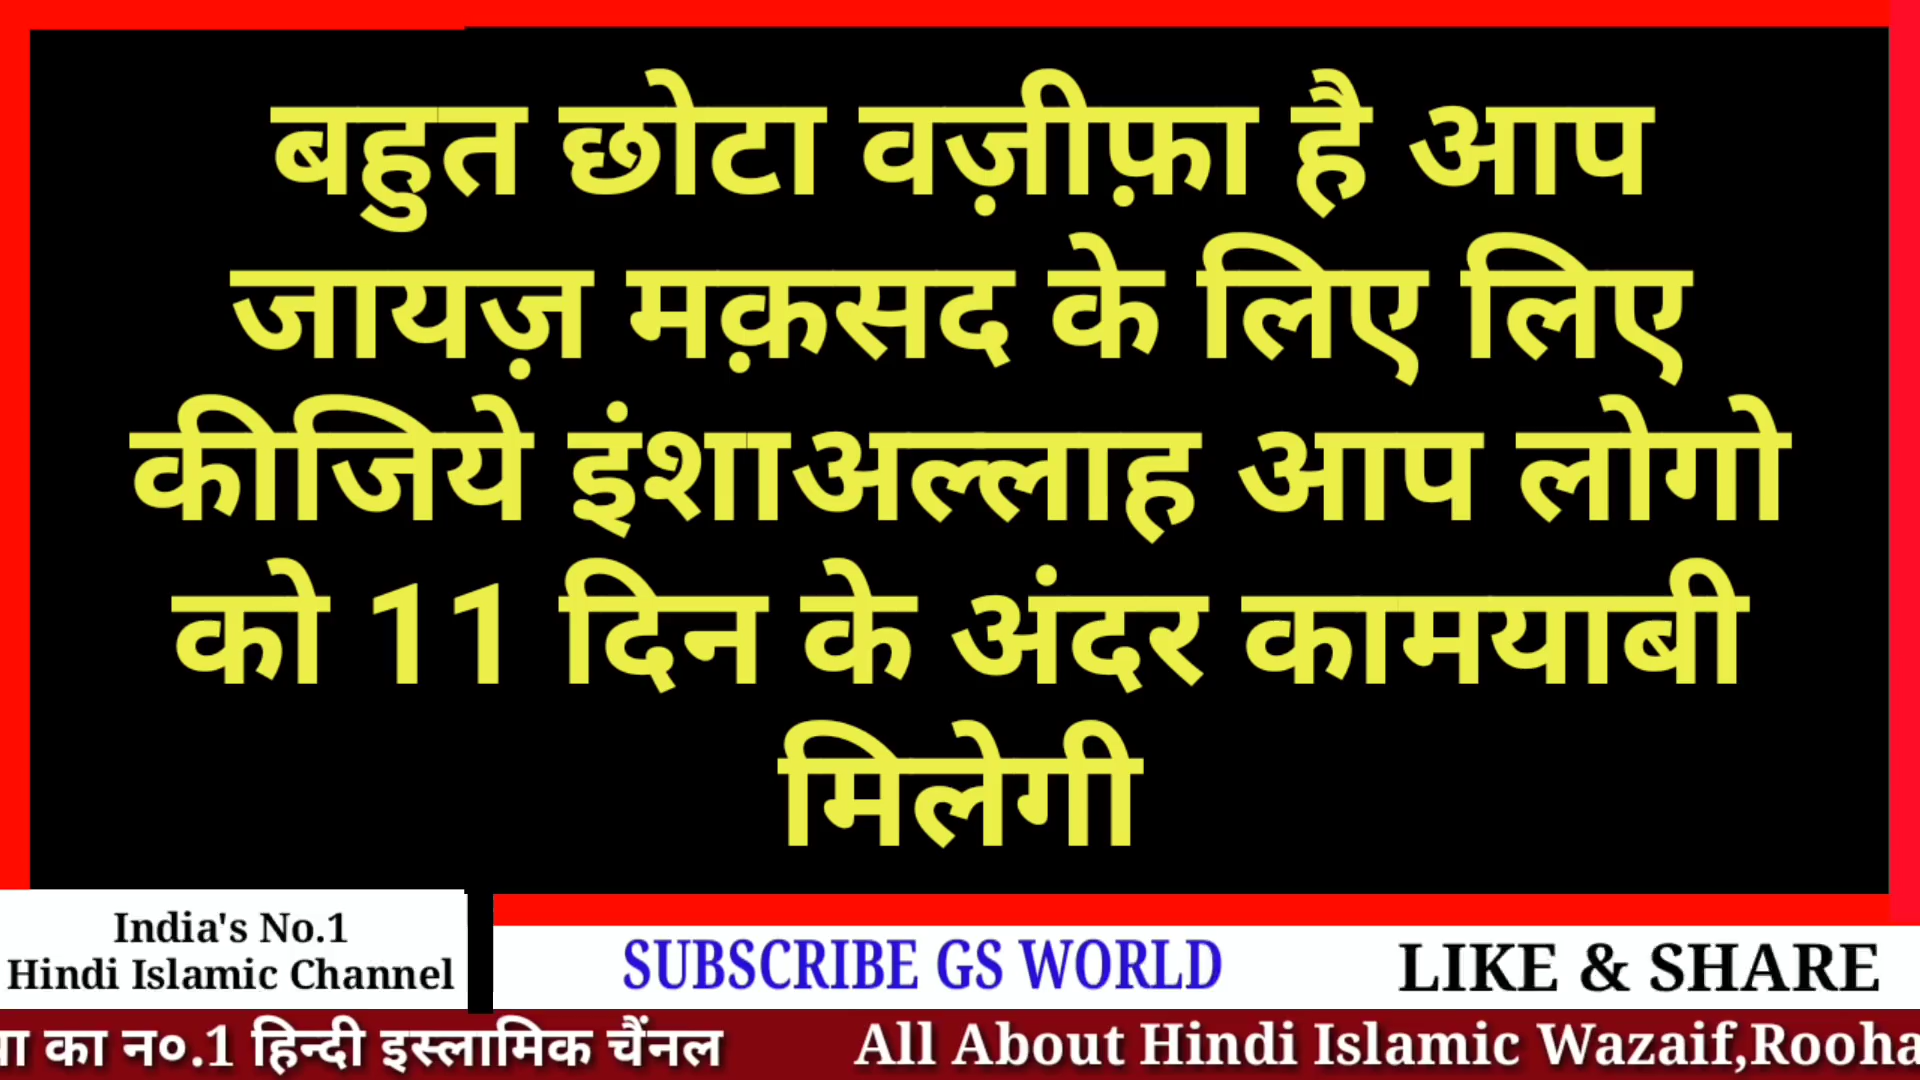 बहुत छोटा वज़ीफ़ा है आप
जायज़ मक़सद के लिए लिए
कीजिये इंशाअल्लाह आप लोगो
को 11 दिन के अंदर कामयाबी
मिलेगी
India's No.1
Hindi Islamic Channel
SUBSCRIBE GS WORLD
LIKE & SHARE
का न०.1 हिन्दी इस्लामिक चैंनल All About Hindi Islamic Wazaif,